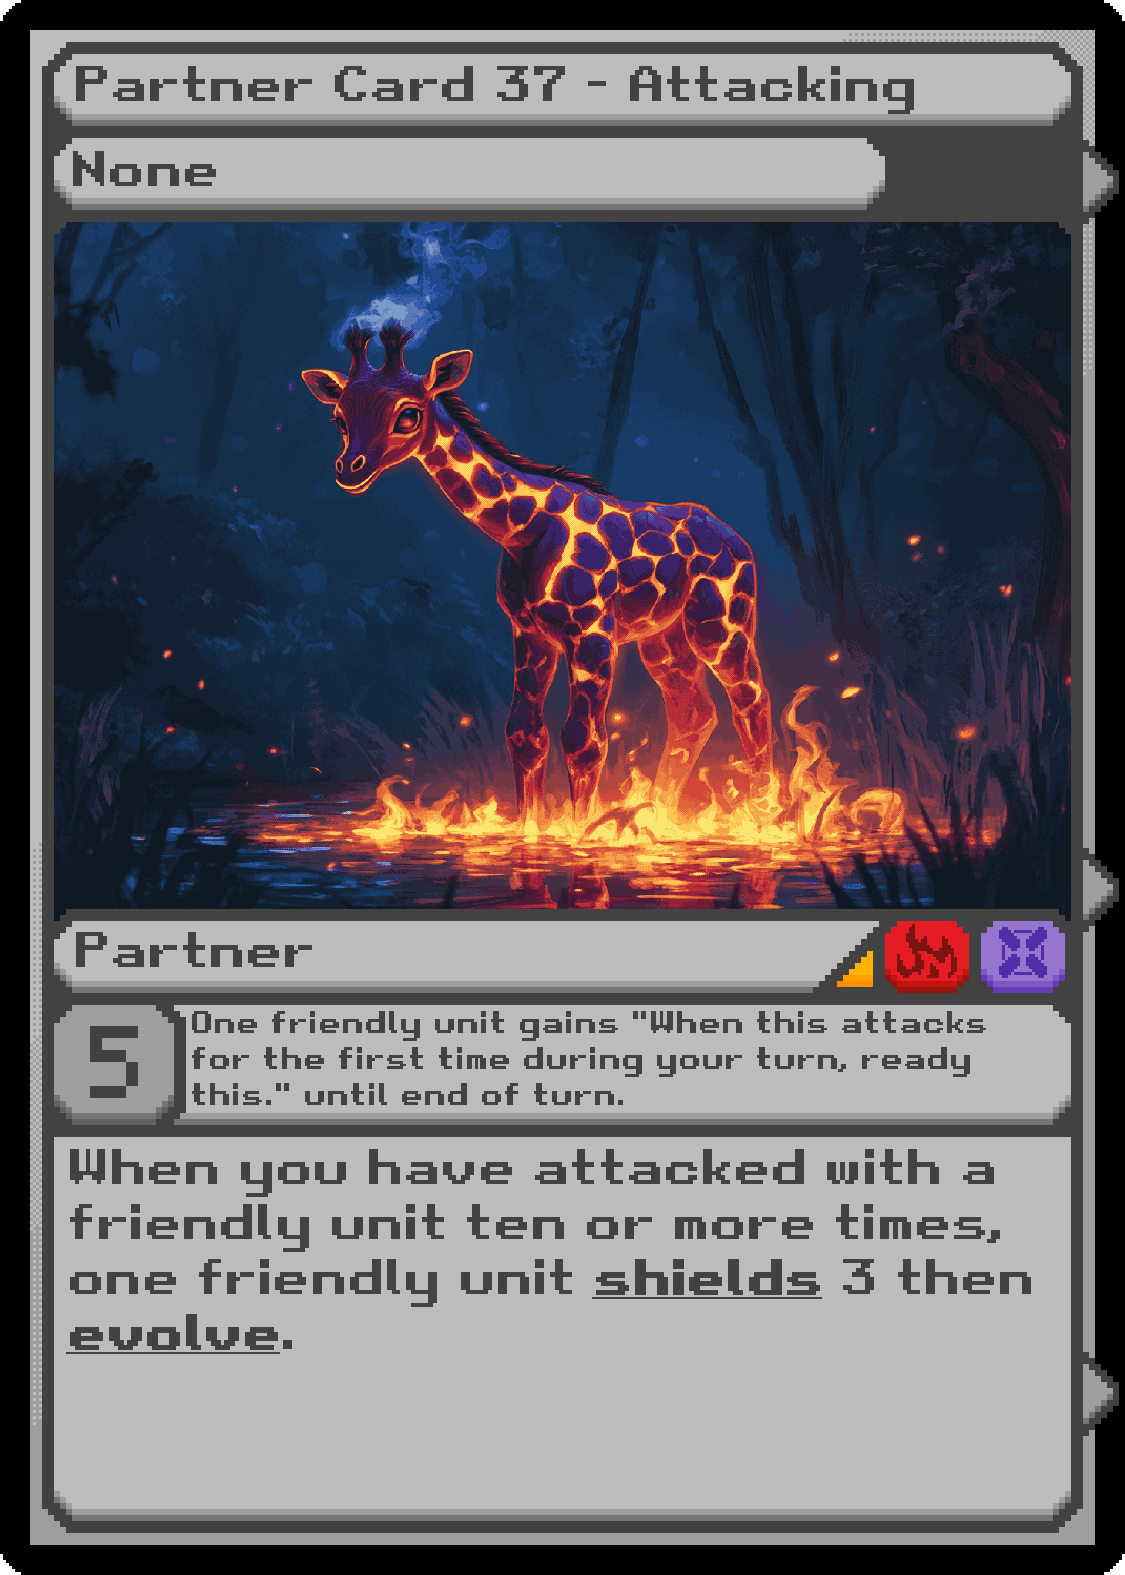 Partner Card 37 - Attacking
None
Partner
5
One friendly unit gains "When this attacks
for the first time during your turn, ready
this." until end of turn.
When you have attacked with a
friendly unit ten or more times,
one friendly unit shields 3 then
evolve.